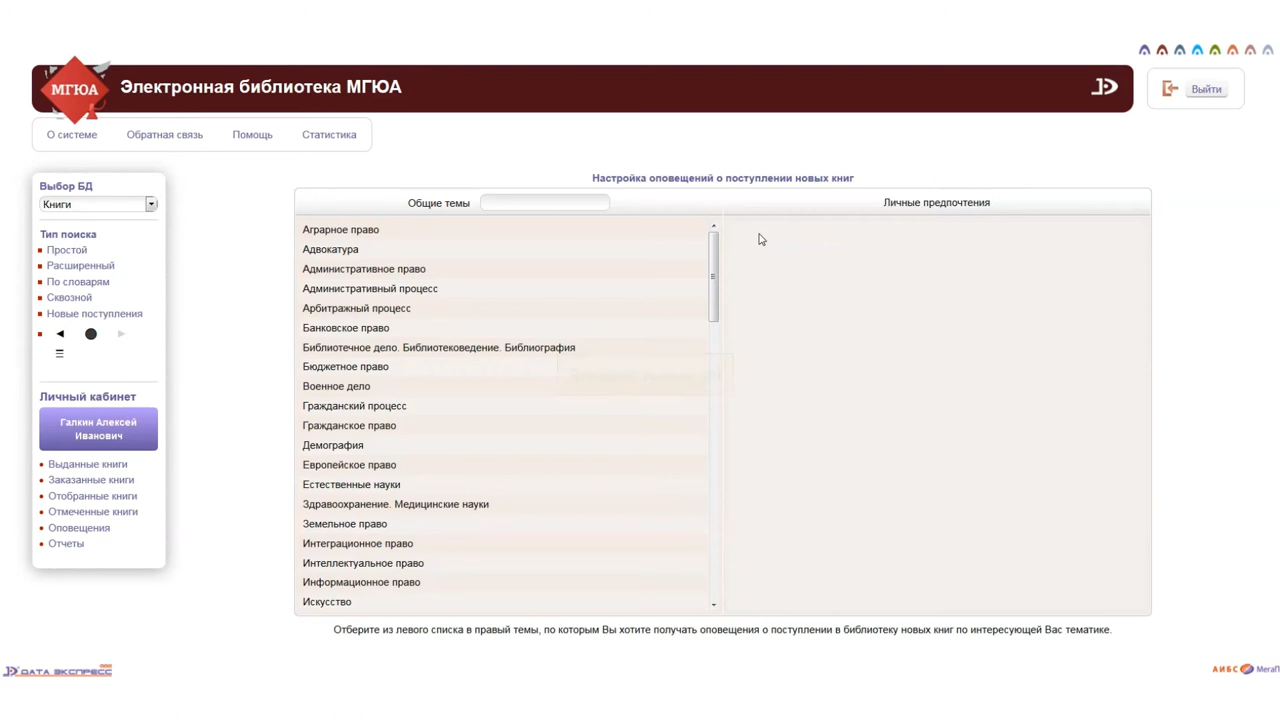 МГЮА
Электронная библиотека МГЮА
Выйти
О системе Обратная связь Помощь Статистика
Выбор БД
Книги
Тип поиска
Простой
Расширенный
По словарям
Сквозной
Новые поступления
Личный кабинет
Галкин Алексей
Иванович
Выданные книги
Заказанные книги
Отобранные книги
Отмеченные книги
Оповещения
Отчеты
Настройка оповещений о поступлении новых книг
Общие темы Личные предпочтения
Аграрное право
Адвокатура
Административное право
Административный процесс
Арбитражный процесс
Банковское право
Библиотечное дело. Библиотековедение. Библиография
Бюджетное право
Военное дело
Гражданский процесс
Гражданское право
Демография
Европейское право
Естественные науки
Здравоохранение. Медицинские науки
Земельное право
Интеграционное право
Интеллектуальное право
Информационное право
Искусство
Отберите из левого списка в правый темы, по которым Вы хотите получать оповещения о поступлении в библиотеку новых книг по интересующей Вас тематике.
ДАТА ЭКСПРЕСС
АИБС МегаП